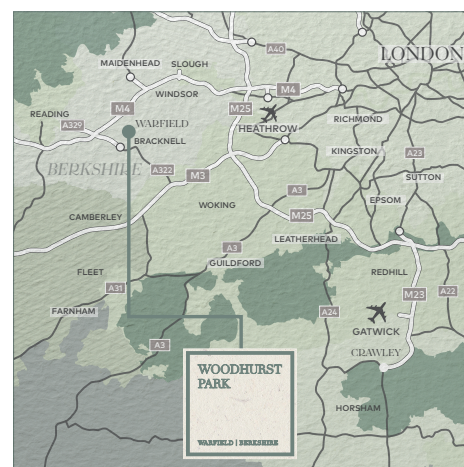 A40
LONDON
MAIDENHEAD
SLOUGH
M4
WINDSOR
M4
M25
READING
A329
WARFIELD
HEATHROW
RICHMOND
BRACKNELL
KINGSTON
A23
BERKSHIRE
A322
M3
SUTTON
A3
EPSOM
WOKING
M25
CAMBERLEY
LEATHERHEAD
A3
GUILDFORD
FLEET
REDHILL
A31
M23
A22
FARNHAM
A24
GATWICK
A3
CRAWLEY
WOODHURST
PARK
HORSHAM
WARFIELD | BERKSHIRE